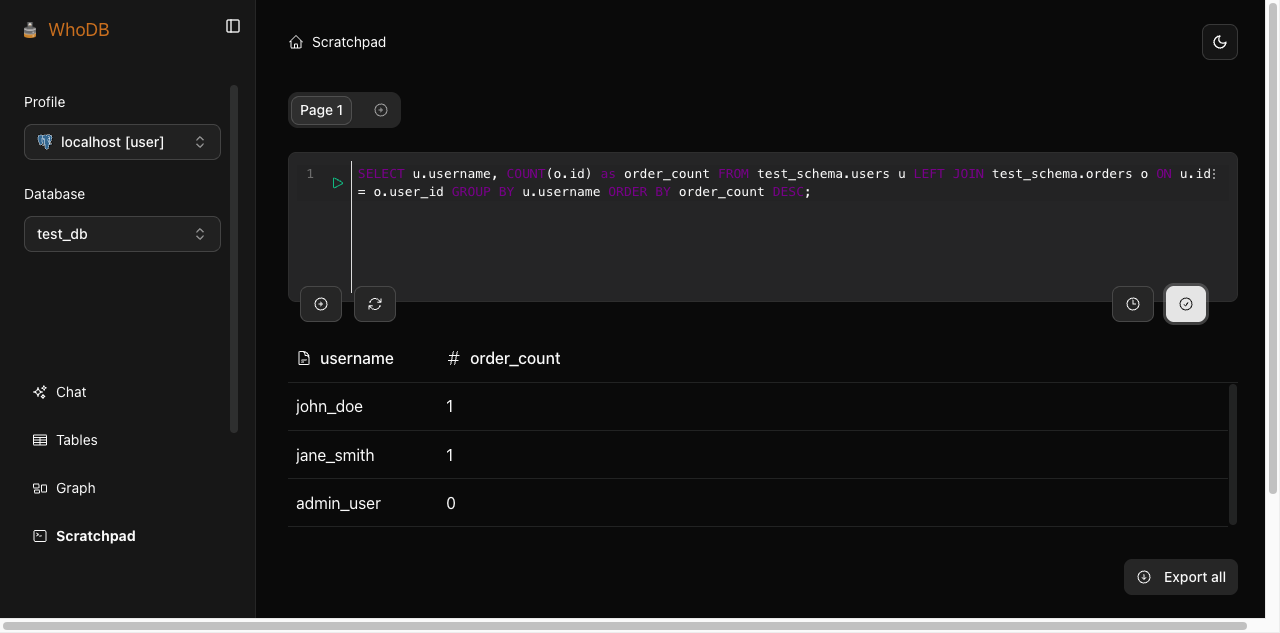 WhoDB
Profile
localhost [user]
Database
test_db
Chat
Tables
Graph
Scratchpad
Scratchpad
Page 1
1
SELECT u.username, COUNT(o.id) as order_count FROM test_schema.users u LEFT JOIN test_schema.orders o ON u.id
= o.user_id GROUP BY u.username ORDER BY order_count DESC;
username # order_count
john_doe 1
jane_smith 1
admin_user 0
Export all